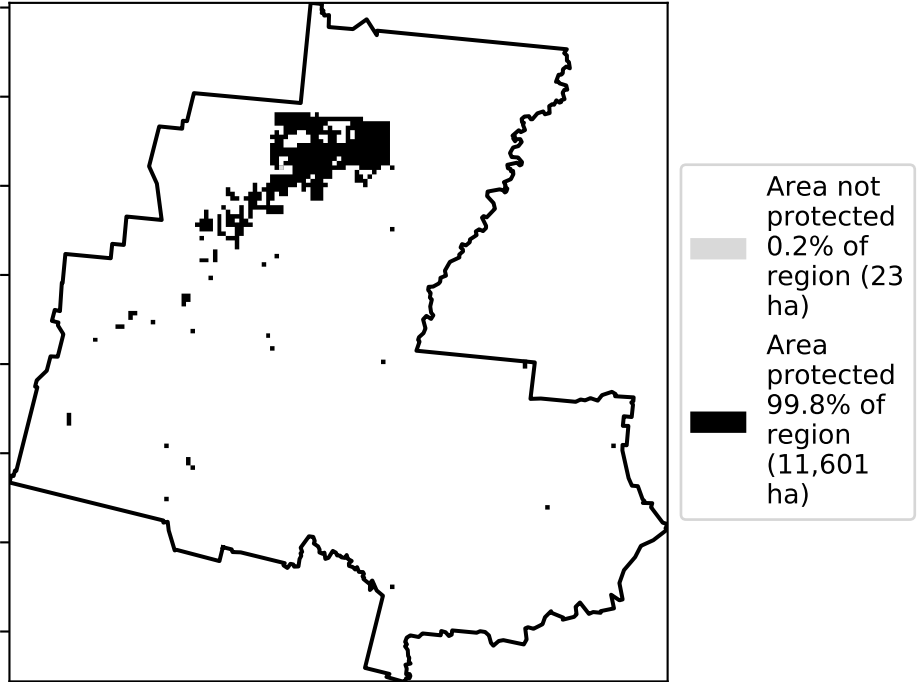 Area not
protected
0.2% of
region (23
ha)
Area
protected
99.8% of
region
(11,601
ha)